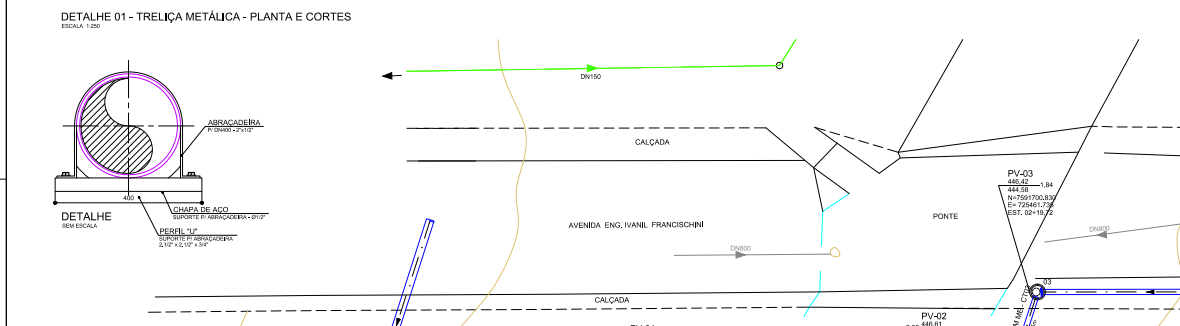 DETALHE 01 - TRELIÇA METÁLICA - PLANTA E CORTES
ESCALA 1:250
DN150
ABRAÇADEIRA
P/ DN400 - 2"x1/2"
CALÇADA
PV-03
446,42
1,84
444,58
N=7591700.830
E= 725461.735
EST. 02+19,72
400
CHAPA DE AÇO
SUPORTE P/ ABRAÇADEIRA - Ø1/2"
DETALHE
SEM ESCALA
PERFIL "U"
SUPORTE P/ ABRAÇADEIRA
2.1/2" x 2.1/2" x 3/4"
AVENIDA ENG. IVANIL FRANCISCHINI
PONTE
DN800
DN800
03
CALÇADA
PV-02
446,61